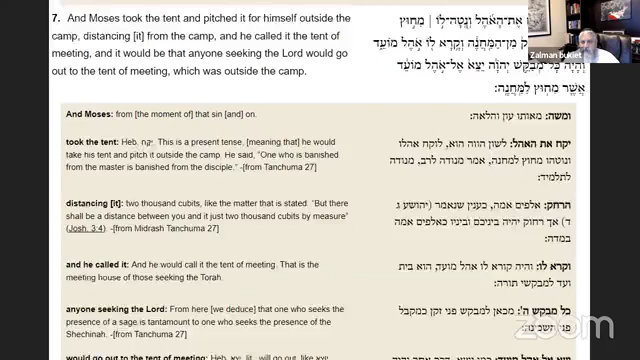 7. And Moses took the tent and pitched it for himself outside the
camp, distancing [it] from the camp, and he called it the tent of
meeting, and it would be that anyone seeking the Lord would go
out to the tent of meeting, which was outside the camp.
אֶת־הָאֹ֜הֶל וְנָֽטָה־ל֣וֹ | מִח֣וּץ
מִן־הַמַּֽחֲנֶ֔ה וְקָ֥רָא ל֖וֹ אֹ֣הֶל מוֹעֵ֑ד
וְהָיָה֙ כָּל־מְבַקֵּ֣שׁ יְהֹוָ֔ה יֵצֵא֙ אֶל־אֹ֣הֶל מוֹעֵ֔ד
אֲשֶׁ֖ר מִח֥וּץ לַמַּֽחֲנֶֽה:
Zalman Bukiet
And Moses: from [the moment of] that sin [and] on.
ומשה: מאותו עון והלאה:
took the tent: Heb. יִקַּח. This is a present tense, [meaning that] he would
take his tent and pitch it outside the camp. He said, “One who is banished
from the master is banished from the disciple.” -[from Tanchuma 27]
יקח את האהל: לשון הווה הוא, לוקח אהלו
ונוטהו מחוץ למחנה, אמר מנודה לרב, מנודה
לתלמיד:
distancing [it]: two thousand cubits, like the matter that is stated: “But there
shall be a distance between you and it just two thousand cubits by measure”
(Josh. 3:4). -[from Midrash Tanchuma 27]
הרחק: אלפים אמה, כענין שנאמר (יהושע ג
ד) אך רחוק יהיה ביניכם וביניו כאלפים אמה
במדה:
and he called it: And he would call it the tent of meeting. That is the
meeting house of those seeking the Torah.
וקרא לו: והיה קורא לו אהל מועד, הוא בית
ועד למבקשי תורה:
anyone seeking the Lord: From here [we deduce] that one who seeks the
presence of a sage is tantamount to one who seeks the presence of the
Shechinah. -[from Tanchuma 27]
כל מבקש ה': מכאן למבקש פני זקן כמקבל
פני השכינה:
zoom
would go out to the tent of meeting: Heb. יֵצֵא, lit. will go out, like יוֹצֵא.